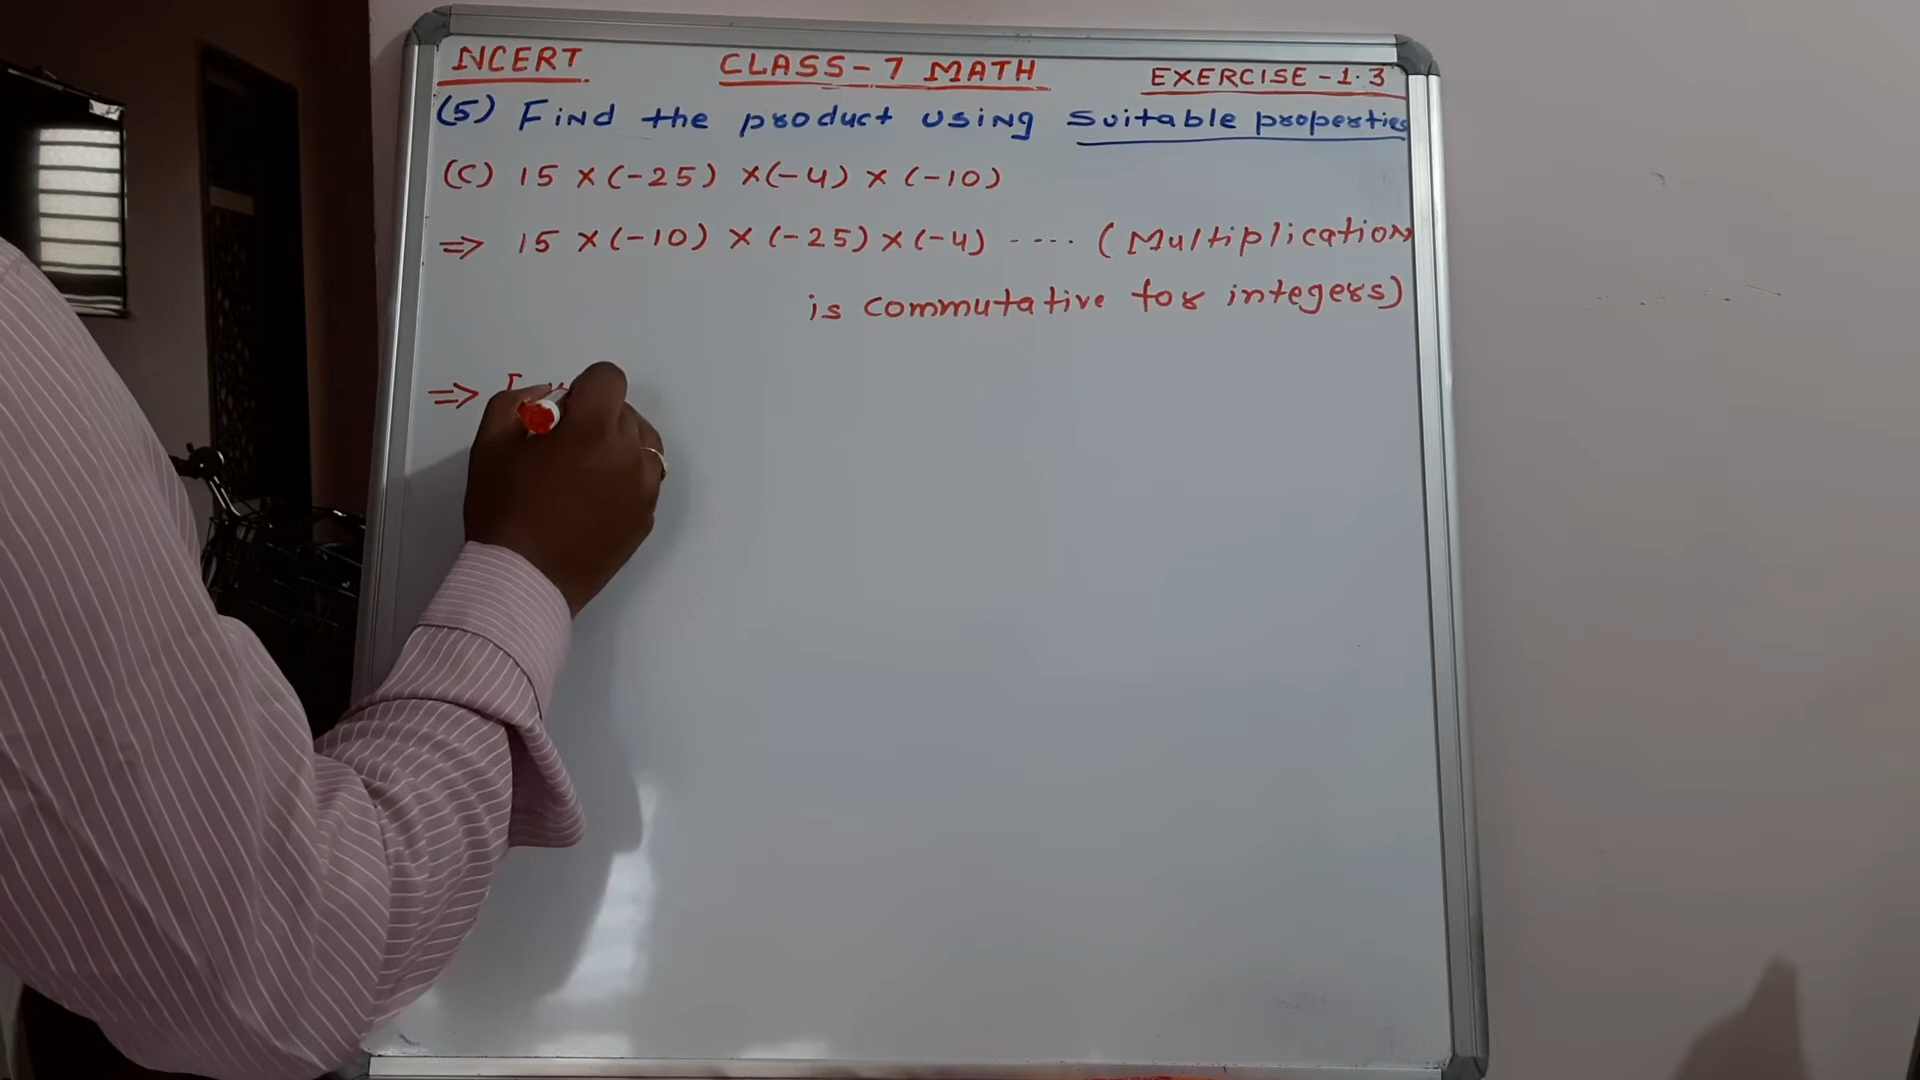 NCERT CLASS-7 MATH EXERCISE-1.3
(5) Find the product using suitable properties
(C) 15 × (-25) × (-4) × (-10)
⇒ 15 × (-10) × (-25) × (-4) .... (Multiplication
is commutative for integers)
⇒ [